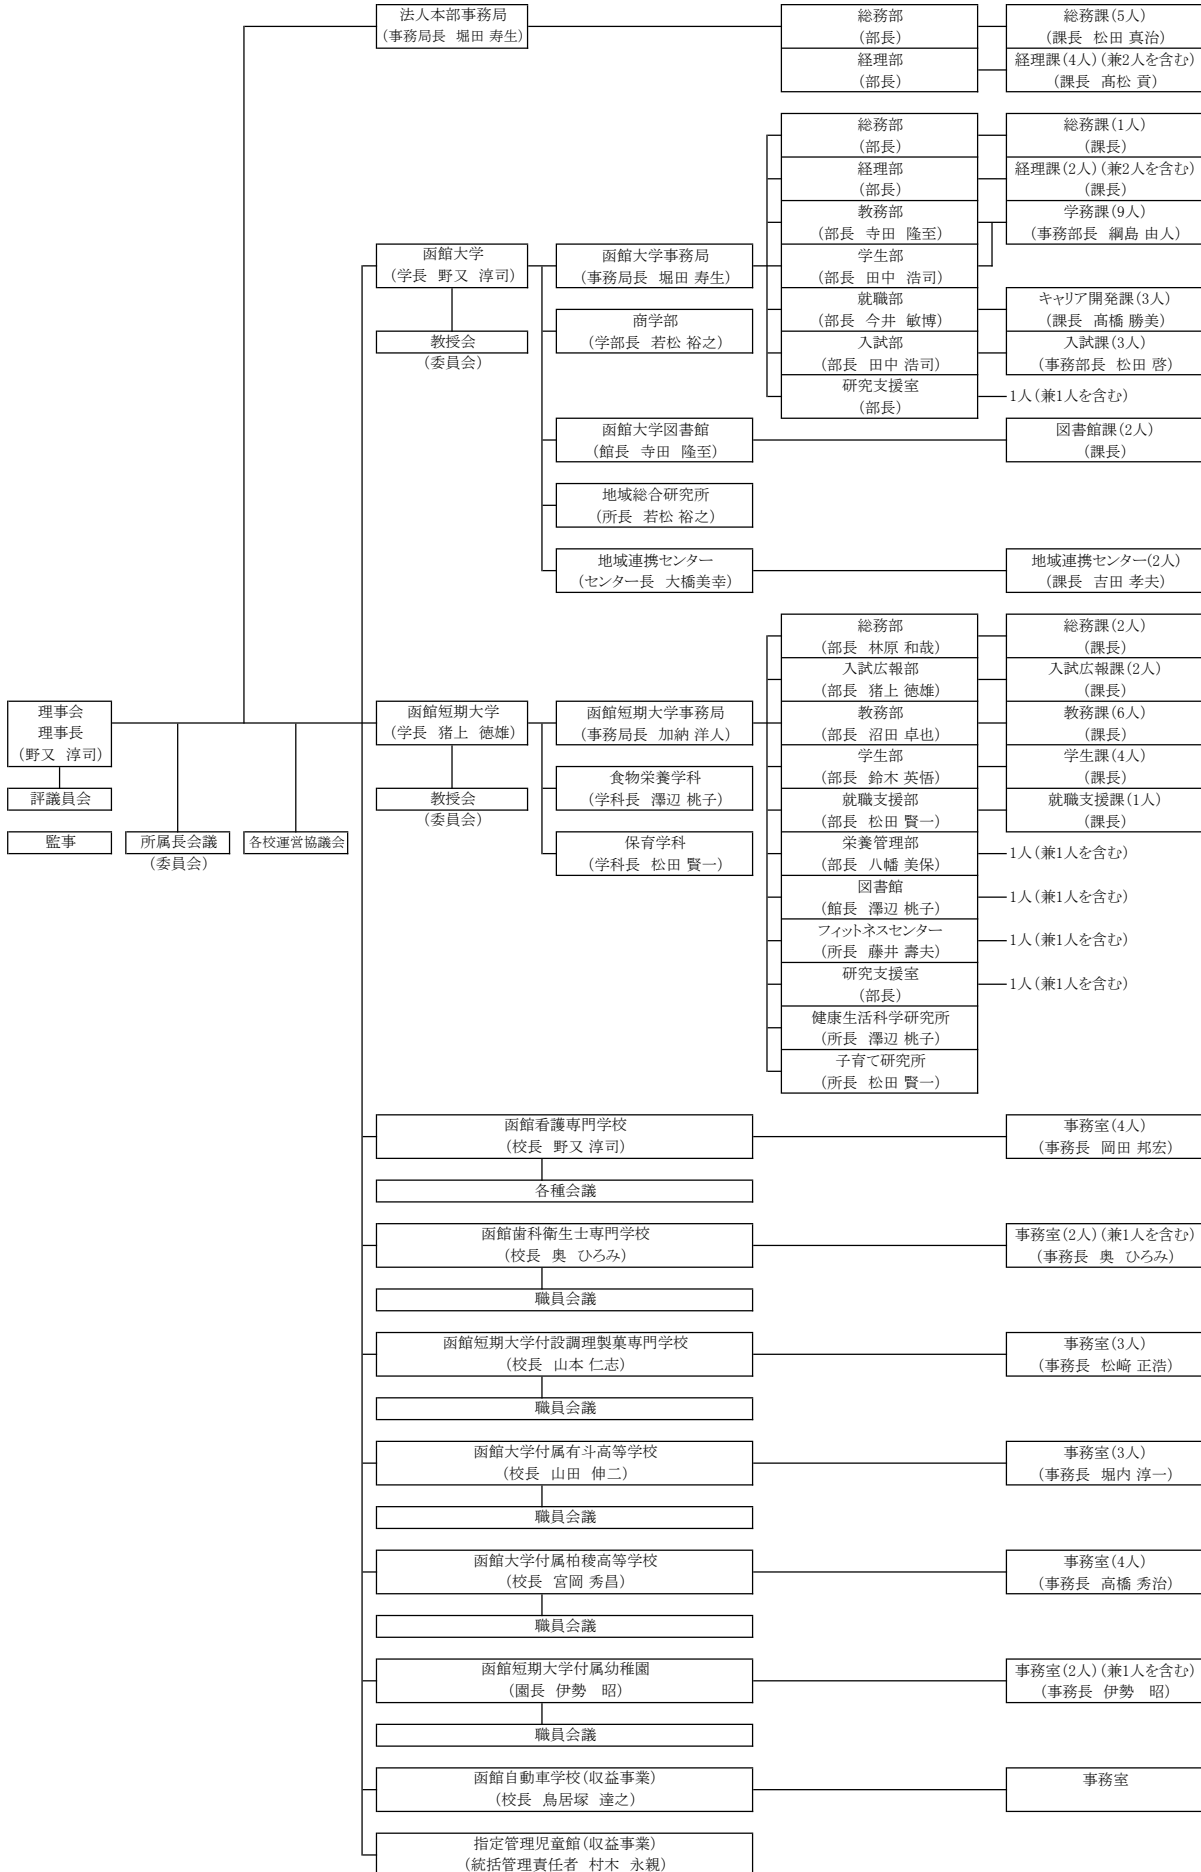 法人本部事務局
(事務局長 堀田 寿生)
総務部
(部長)
総務課(5人)
(課長 松田 真治)
経理部
(部長)
経理課(4人)(兼2人を含む)
(課長 髙松 貢)
総務部
(部長)
総務課(1人)
(課長)
経理部
(部長)
経理課(2人)(兼2人を含む)
(課長)
教務部
(部長 寺田 隆至)
学務課(9人)
(事務部長 綱島 由人)
函館大学
(学長 野又 淳司)
函館大学事務局
(事務局長 堀田 寿生)
学生部
(部長 田中 浩司)
商学部
(学部長 若松 裕之)
就職部
(部長 今井 敏博)
キャリア開発課(3人)
(課長 髙橋 勝美)
教授会
(委員会)
入試部
(部長 田中 浩司)
入試課(3人)
(事務部長 松田 啓)
研究支援室
(部長)
1人(兼1人を含む)
函館大学図書館
(館長 寺田 隆至)
図書館課(2人)
(課長)
地域総合研究所
(所長 若松 裕之)
地域連携センター
(センター長 大橋美幸)
地域連携センター(2人)
(課長 吉田 孝夫)
総務部
(部長 林原 和哉)
総務課(2人)
(課長)
入試広報部
(部長 猪上 徳雄)
入試広報課(2人)
(課長)
理事会
理事長
(野又 淳司)
函館短期大学
(学長 猪上 徳雄)
函館短期大学事務局
(事務局長 加納 洋人)
教務部
(部長 沼田 卓也)
教務課(6人)
(課長)
学生部
(部長 鈴木 英悟)
学生課(4人)
(課長)
評議員会
教授会
(委員会)
食物栄養学科
(学科長 澤辺 桃子)
就職支援部
(部長 松田 賢一)
就職支援課(1人)
(課長)
監事
所属長会議
(委員会)
各校運営協議会
保育学科
(学科長 松田 賢一)
栄養管理部
(部長 八幡 美保)
1人(兼1人を含む)
図書館
(館長 澤辺 桃子)
1人(兼1人を含む)
フィットネスセンター
(所長 藤井 壽夫)
1人(兼1人を含む)
研究支援室
(部長)
1人(兼1人を含む)
健康生活科学研究所
(所長 澤辺 桃子)
子育て研究所
(所長 松田 賢一)
函館看護専門学校
(校長 野又 淳司)
事務室(4人)
(事務長 岡田 邦宏)
各種会議
函館歯科衛生士専門学校
(校長 奥 ひろみ)
事務室(2人)(兼1人を含む)
(事務長 奥 ひろみ)
職員会議
函館短期大学付設調理製菓専門学校
(校長 山本 仁志)
事務室(3人)
(事務長 松﨑 正浩)
職員会議
函館大学付属有斗高等学校
(校長 山田 伸二)
事務室(3人)
(事務長 堀内 淳一)
職員会議
函館大学付属柏稜高等学校
(校長 宮岡 秀昌)
事務室(4人)
(事務長 高橋 秀治)
職員会議
函館短期大学付属幼稚園
(園長 伊勢 昭)
事務室(2人)(兼1人を含む)
(事務長 伊勢 昭)
職員会議
函館自動車学校(収益事業)
(校長 鳥居塚 達之)
事務室
指定管理児童館(収益事業)
(統括管理責任者 村木 永親)